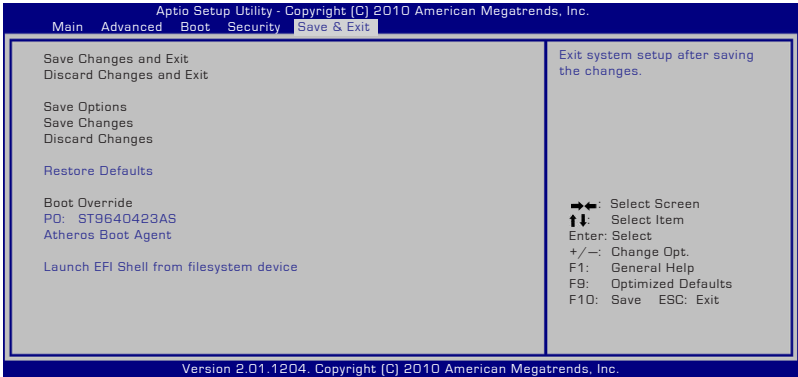 Aptio Setup Utility - Copyright (C) 2010 American Megatrends, Inc.
Main Advanced Boot Security Save & Exit
Save Changes and Exit
Discard Changes and Exit
Save Options
Save Changes
Discard Changes
Restore Defaults
Boot Override
P0: ST9640423AS
Atheros Boot Agent
Launch EFI Shell from filesystem device
Exit system setup after saving
the changes.
→←: Select Screen
↑↓: Select Item
Enter: Select
+/—: Change Opt.
F1: General Help
F9: Optimized Defaults
F10: Save ESC: Exit
Version 2.01.1204. Copyright (C) 2010 American Megatrends, Inc.